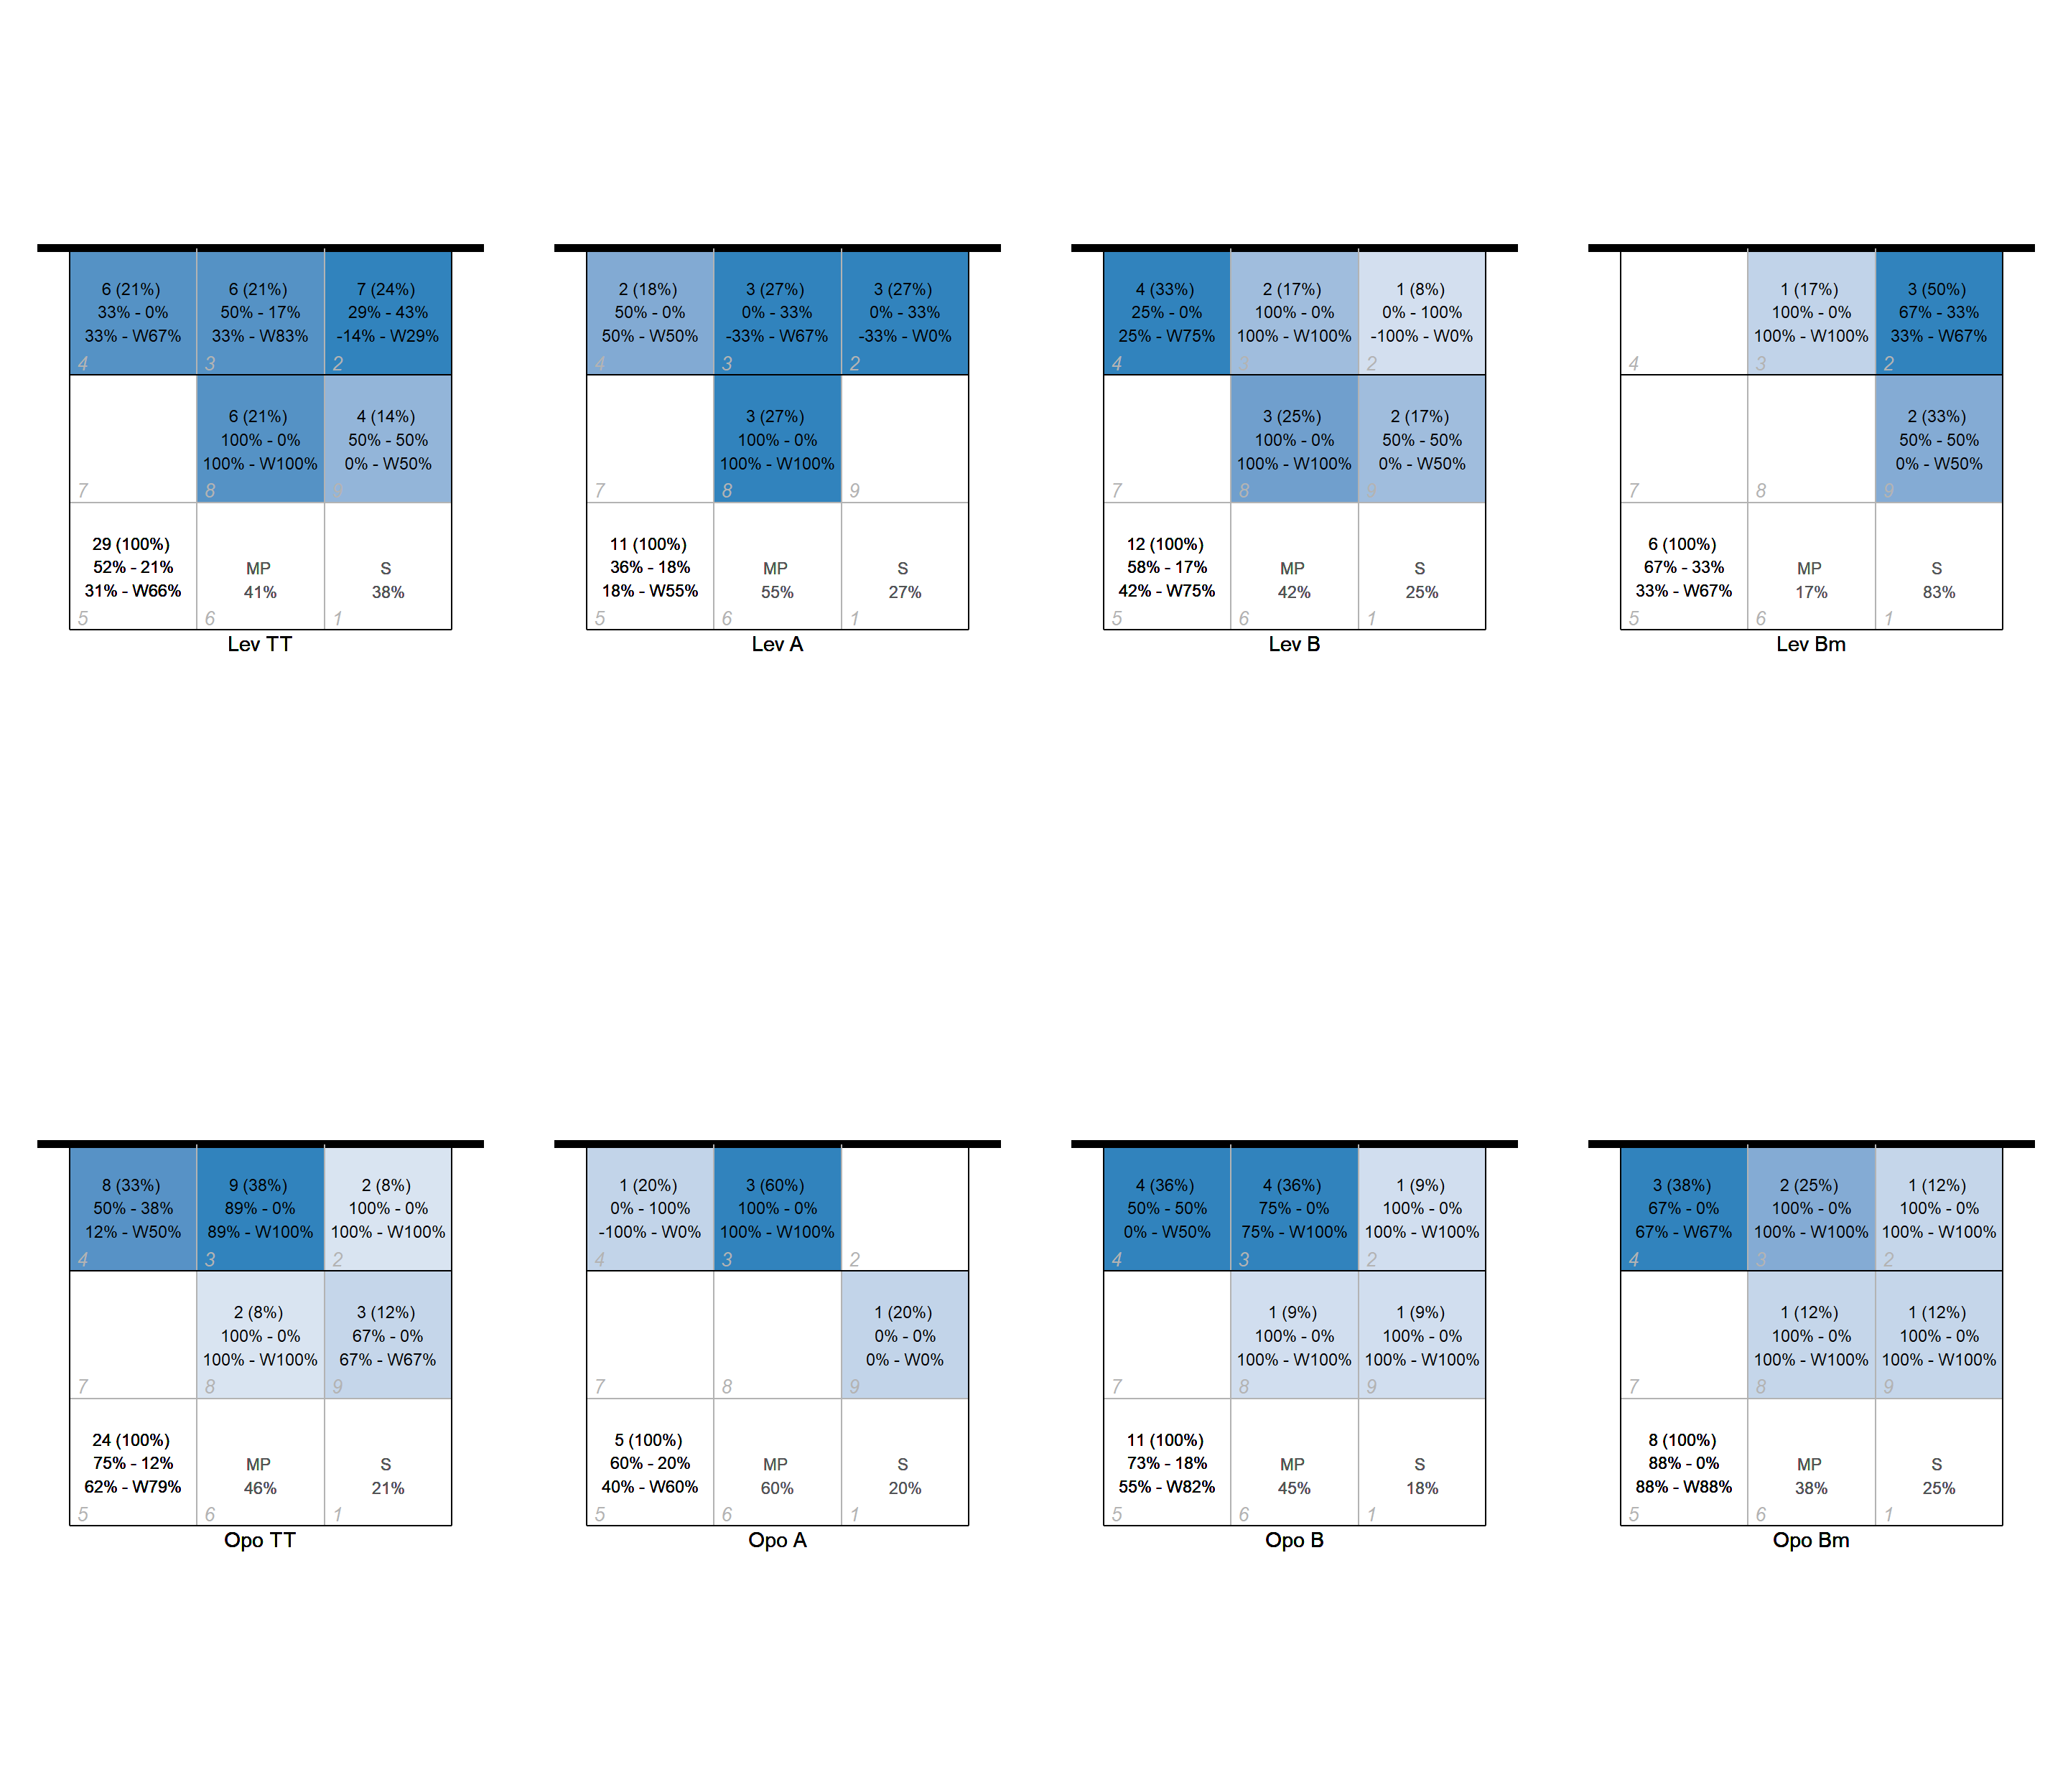 6 (21%)
33% - 0%
33% - W67%
4
6 (21%)
50% - 17%
33% - W83%
3
7 (24%)
29% - 43%
-14% - W29%
2
7
6 (21%)
100% - 0%
100% - W100%
8
4 (14%)
50% - 50%
0% - W50%
9
29 (100%)
52% - 21%
31% - W66%
5
MP
41%
6
S
38%
1
Lev TT
2 (18%)
50% - 0%
50% - W50%
4
3 (27%)
0% - 33%
-33% - W67%
3
3 (27%)
0% - 33%
-33% - W0%
2
7
3 (27%)
100% - 0%
100% - W100%
8
9
11 (100%)
36% - 18%
18% - W55%
5
MP
55%
6
S
27%
1
Lev A
4 (33%)
25% - 0%
25% - W75%
4
2 (17%)
100% - 0%
100% - W100%
3
1 (8%)
0% - 100%
-100% - W0%
2
7
3 (25%)
100% - 0%
100% - W100%
8
2 (17%)
50% - 50%
0% - W50%
9
12 (100%)
58% - 17%
42% - W75%
5
MP
42%
6
S
25%
1
Lev B
4
1 (17%)
100% - 0%
100% - W100%
3
3 (50%)
67% - 33%
33% - W67%
2
7
8
2 (33%)
50% - 50%
0% - W50%
9
6 (100%)
67% - 33%
33% - W67%
5
MP
17%
6
S
83%
1
Lev Bm
8 (33%)
50% - 38%
12% - W50%
4
9 (38%)
89% - 0%
89% - W100%
3
2 (8%)
100% - 0%
100% - W100%
2
7
2 (8%)
100% - 0%
100% - W100%
8
3 (12%)
67% - 0%
67% - W67%
9
24 (100%)
75% - 12%
62% - W79%
5
MP
46%
6
S
21%
1
Opo TT
1 (20%)
0% - 100%
-100% - W0%
4
3 (60%)
100% - 0%
100% - W100%
3
2
7
8
1 (20%)
0% - 0%
0% - W0%
9
5 (100%)
60% - 20%
40% - W60%
5
MP
60%
6
S
20%
1
Opo A
4 (36%)
50% - 50%
0% - W50%
4
4 (36%)
75% - 0%
75% - W100%
3
1 (9%)
100% - 0%
100% - W100%
2
7
1 (9%)
100% - 0%
100% - W100%
8
1 (9%)
100% - 0%
100% - W100%
9
11 (100%)
73% - 18%
55% - W82%
5
MP
45%
6
S
18%
1
Opo B
3 (38%)
67% - 0%
67% - W67%
4
2 (25%)
100% - 0%
100% - W100%
3
1 (12%)
100% - 0%
100% - W100%
2
7
1 (12%)
100% - 0%
100% - W100%
8
1 (12%)
100% - 0%
100% - W100%
9
8 (100%)
88% - 0%
88% - W88%
5
MP
38%
6
S
25%
1
Opo Bm